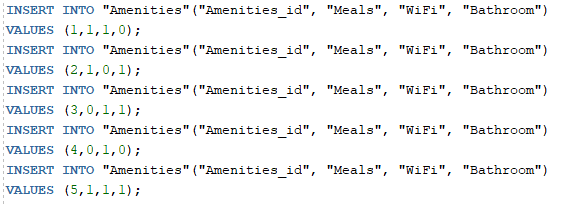 INSERT INTO "Amenities"("Amenities_id", "Meals", "WiFi", "Bathroom")
VALUES (1,1,1,0);
INSERT INTO "Amenities"("Amenities_id", "Meals", "WiFi", "Bathroom")
VALUES (2,1,0,1);
INSERT INTO "Amenities"("Amenities_id", "Meals", "WiFi", "Bathroom")
VALUES (3,0,1,1);
INSERT INTO "Amenities"("Amenities_id", "Meals", "WiFi", "Bathroom")
VALUES (4,0,1,0);
INSERT INTO "Amenities"("Amenities_id", "Meals", "WiFi", "Bathroom")
VALUES (5,1,1,1);